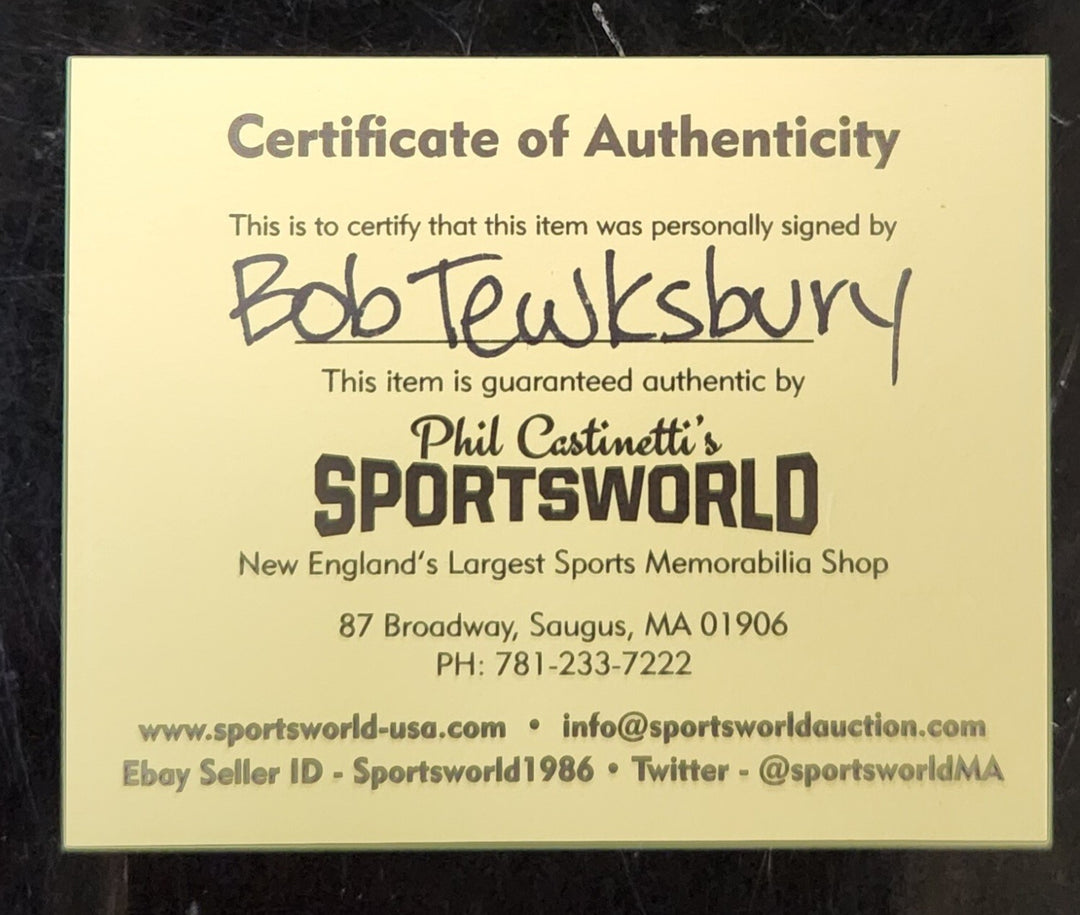 Certificate of Authenticity
This is to certify that this item was personally signed by
Bob Tewksbury
This item is guaranteed authentic by
Phil Castinetti's
SPORTSWORLD
New England's Largest Sports Memorabilia Shop
87 Broadway, Saugus, MA 01906
PH: 781-233-7222
www.sportsworld-usa.com • info@sportsworldauction.com
Ebay Seller ID - Sportsworld1986 • Twitter - @sportsworldMA